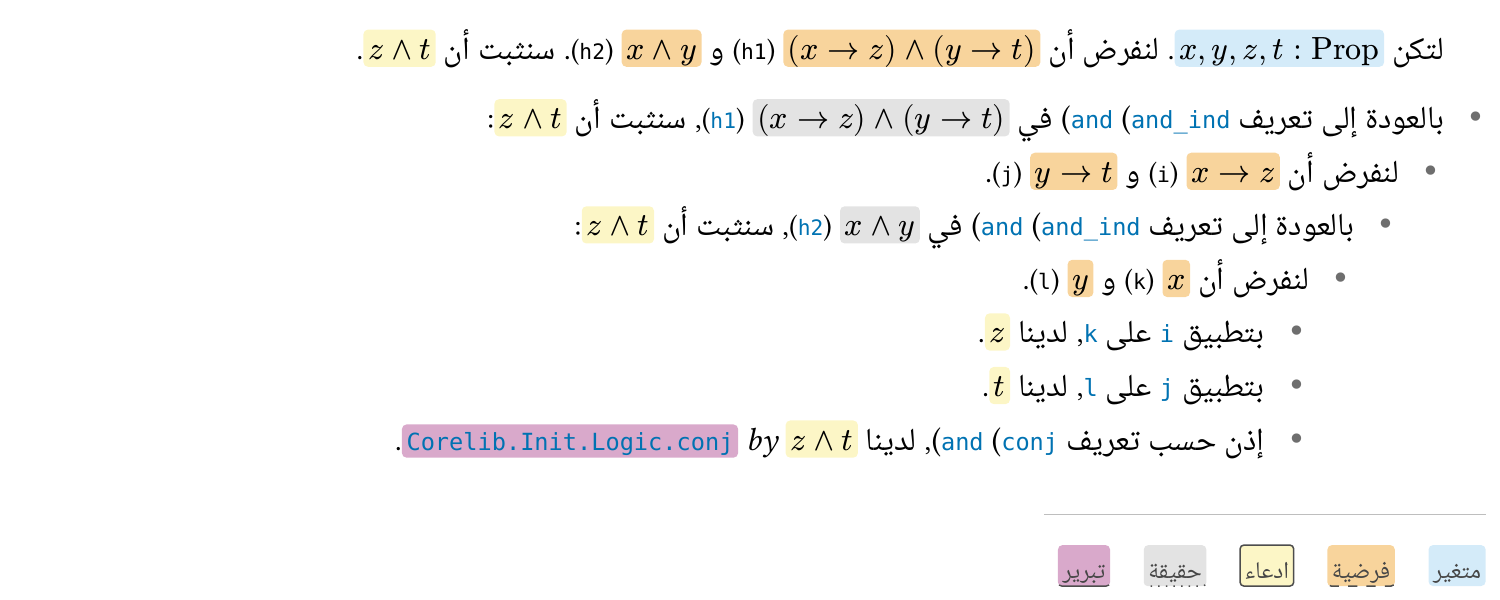 لتكن x, y, z, t : Prop. لنفرض أن (x → z) ∧ (y → t) (h1) و x ∧ y (h2). سنثبت أن z ∧ t.
• بالعودة إلى تعريف and (and_ind) في (x → z) ∧ (y → t) (h1), سنثبت أن z ∧ t:
• لنفرض أن x → z (i) و y → t (j).
• بالعودة إلى تعريف and (and_ind) في x ∧ y (h2), سنثبت أن z ∧ t:
• لنفرض أن x (k) و y (l).
• بتطبيق i على k, لدينا z.
• بتطبيق j على l, لدينا t.
• إذن حسب تعريف and (conj), لدينا z ∧ t by Corelib.Init.Logic.conj.
متغير فرضية ادعاء حقيقة تبرير